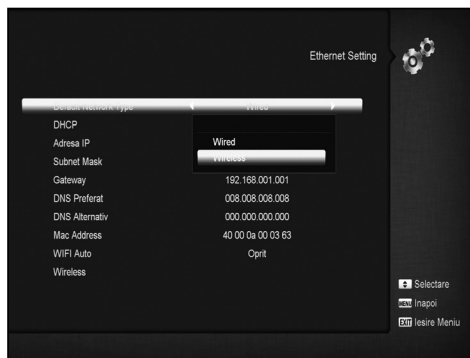 Ethernet Setting
Default Network Type Wired
DHCP
Adresa IP Wired
Subnet Mask Wireless
Gateway 192.168.001.001
DNS Preferat 008.008.008.008
DNS Alternativ 000.000.000.000
Mac Address 40 00 0a 00 03 63
WIFI Auto Oprit
Wireless
Selectare
MENU Inapoi
EXIT Iesire Meniu